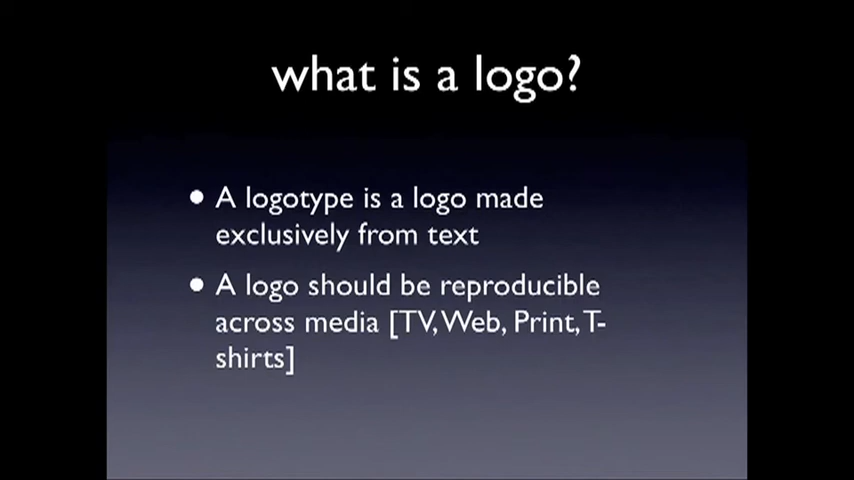 what is a logo?
• A logotype is a logo made
exclusively from text
• A logo should be reproducible
across media [TV, Web, Print, T-
shirts]